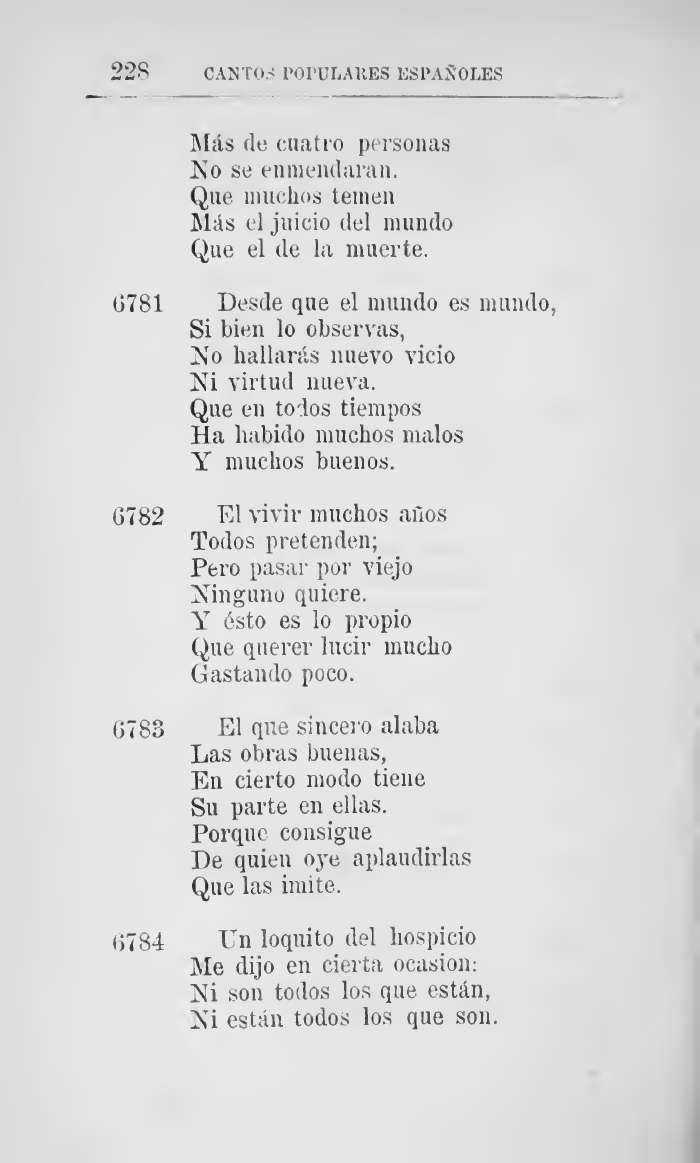 228 CANTOS POPULARES ESPAÑOLES
Más de cuatro personas
No se enmendaran.
Que muchos temen
Más el juicio del mundo
Que el de la muerte.
6781 Desde que el mundo es mundo,
Si bien lo observas,
No hallarás nuevo vicio
Ni virtud nueva.
Que en todos tiempos
Ha habido muchos malos
Y muchos buenos.
6782 El vivir muchos años
Todos pretenden;
Pero pasar por viejo
Ninguno quiere.
Y ésto es lo propio
Que querer lucir mucho
Gastando poco.
6783 El que sincero alaba
Las obras buenas,
En cierto modo tiene
Su parte en ellas.
Porque consigue
De quien oye aplaudirlas
Que las imite.
6784 Un loquito del hospicio
Me dijo en cierta ocasion:
Ni son todos los que están,
Ni están todos los que son.